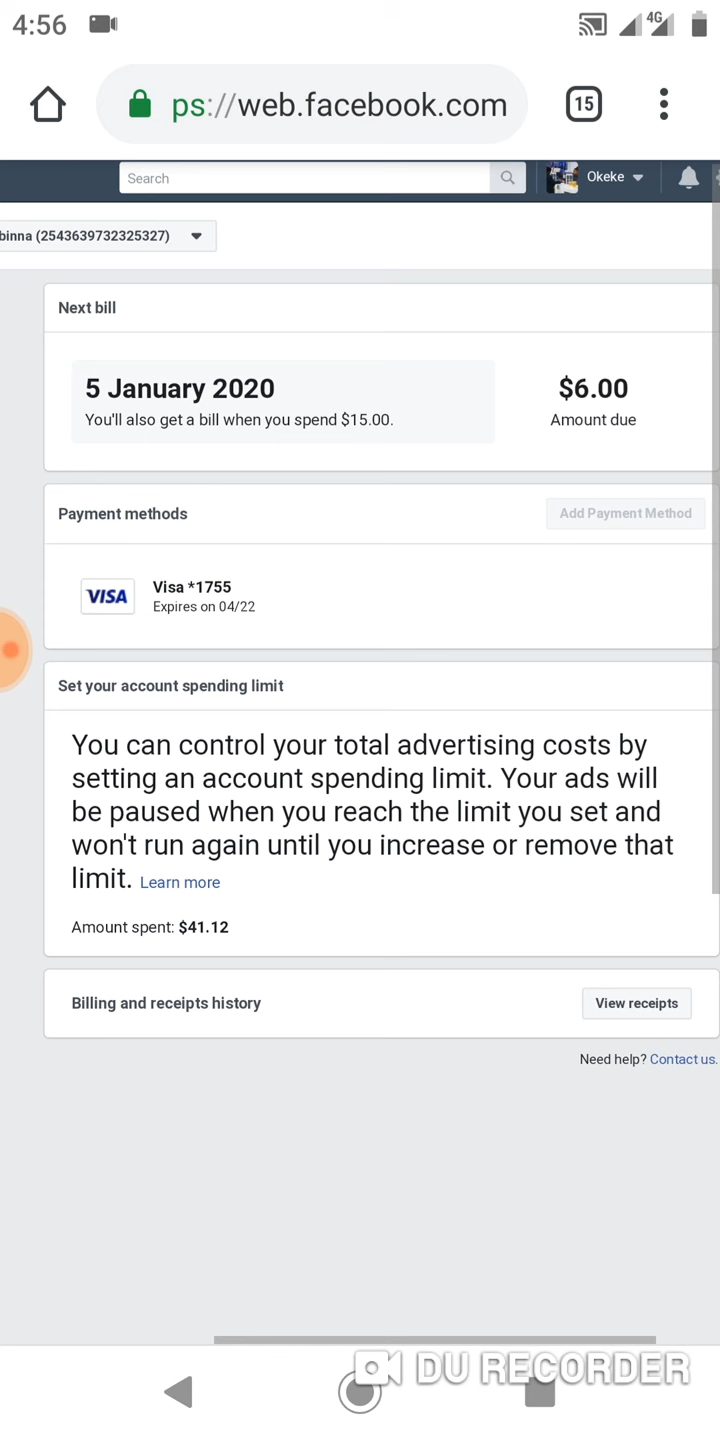 4:56
4G
ps://web.facebook.com
15
Search
Okeke
binna (2543639732325327)
Next bill
5 January 2020
$6.00
You'll also get a bill when you spend $15.00.
Amount due
Payment methods
Add Payment Method
VISA
Visa *1755
Expires on 04/22
Set your account spending limit
You can control your total advertising costs by
setting an account spending limit. Your ads will
be paused when you reach the limit you set and
won't run again until you increase or remove that
limit. Learn more
Amount spent: $41.12
Billing and receipts history
View receipts
Need help? Contact us.
DU RECORDER